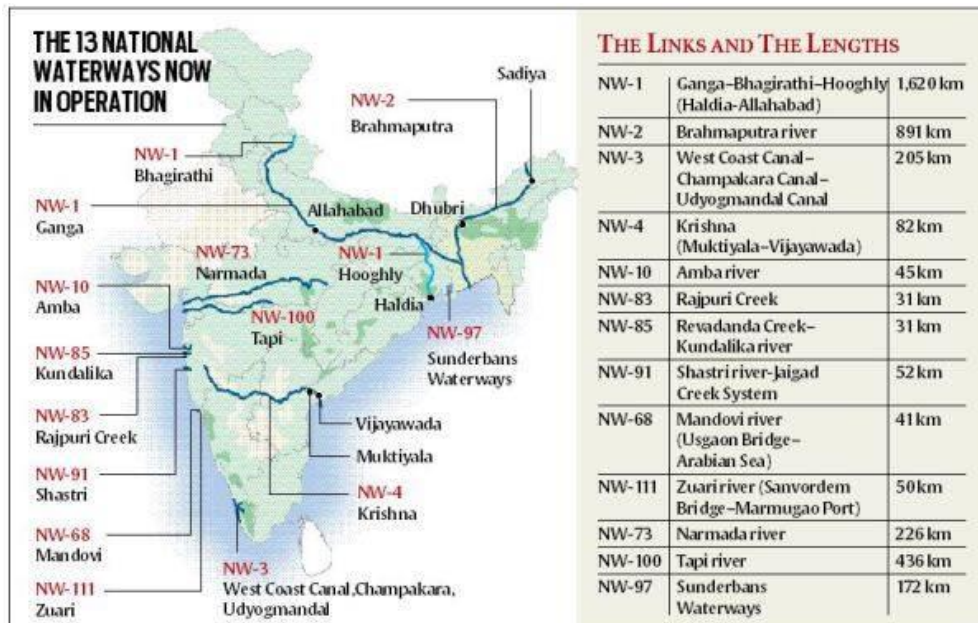 THE 13 NATIONAL
WATERWAYS NOW
IN OPERATION
Sadiya
NW-2
Brahmaputra
NW-1
Bhagirathi
NW-1
Ganga
Allahabad
Dhubri
NW-73
Narmada
NW-1
Hooghly
NW-10
Amba
Haldia
NW-100
Tapi
NW-97
Sunderbans
Waterways
NW-85
Kundalika
NW-83
Rajpuri Creek
Vijayawada
Muktiyala
NW-91
Shastri
NW-4
Krishna
NW-68
Mandovi
NW-3
West Coast Canal,Champakara,
Udyogmandal
NW-111
Zuari
THE LINKS AND THE LENGTHS
NW-1 Ganga–Bhagirathi–Hooghly 1,620 km
(Haldia-Allahabad)
NW-2 Brahmaputra river 891 km
NW-3 West Coast Canal– 205 km
Champakara Canal–
Udyogmandal Canal
NW-4 Krishna 82 km
(Muktiyala–Vijayawada)
NW-10 Amba river 45 km
NW-83 Rajpuri Creek 31 km
NW-85 Revadanda Creek– 31 km
Kundalika river
NW-91 Shastri river-Jaigad 52 km
Creek System
NW-68 Mandovi river 41 km
(Usgaon Bridge–
Arabian Sea)
NW-111 Zuari river (Sanvordem 50 km
Bridge–Marmugao Port)
NW-73 Narmada river 226 km
NW-100 Tapi river 436 km
NW-97 Sunderbans 172 km
Waterways